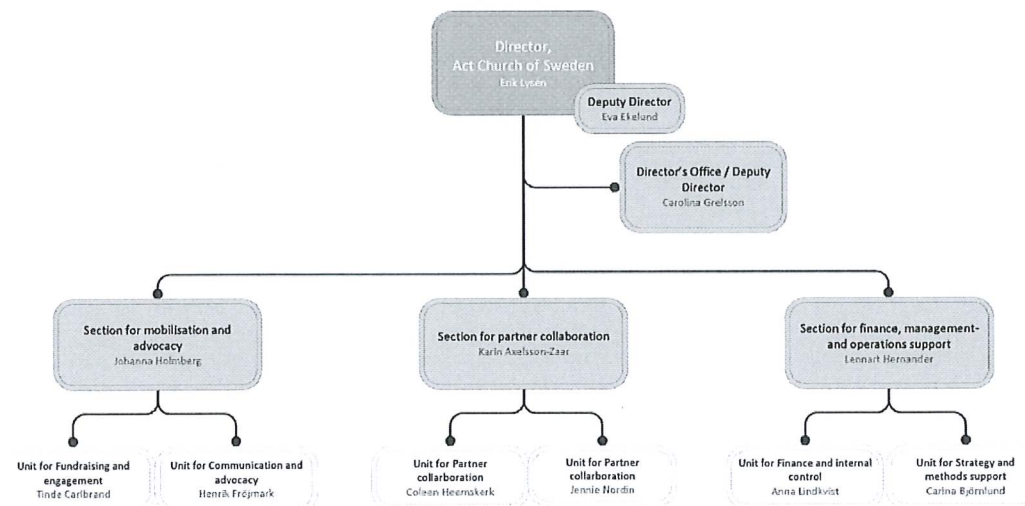 Director,
Act Church of Sweden
Erik Lysén
Deputy Director
Eva Ekelund
Director's Office / Deputy
Director
Carolina Grelsson
Section for mobilisation and
advocacy
Johanna Holmberg
Section for partner collaboration
Karin Axelsson-Zaar
Section for finance, management-
and operations support
Lennart Hernander
Unit for Fundraising and
engagement
Tinde Carlbrand
Unit for Communication and
advocacy
Henrik Fröjmark
Unit for Partner
collarboration
Coleen Heemskerk
Unit for Partner
collarboration
Jennie Nordin
Unit for Finance and internal
control
Anna Lindkvist
Unit for Strategy and
methods support
Carina Björnlund